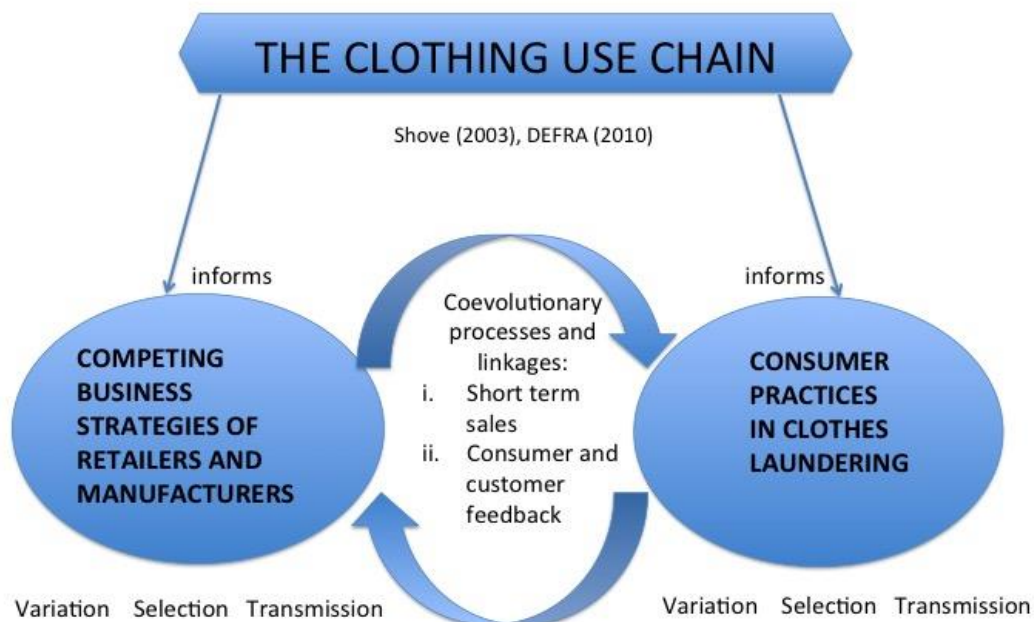 THE CLOTHING USE CHAIN
Shove (2003), DEFRA (2010)
informs
informs
COMPETING
BUSINESS
STRATEGIES OF
RETAILERS AND
MANUFACTURERS
Coevolutionary
processes and
linkages:
i. Short term
sales
ii. Consumer and
customer
feedback
CONSUMER
PRACTICES
IN CLOTHES
LAUNDERING
Variation Selection Transmission
Variation Selection Transmission